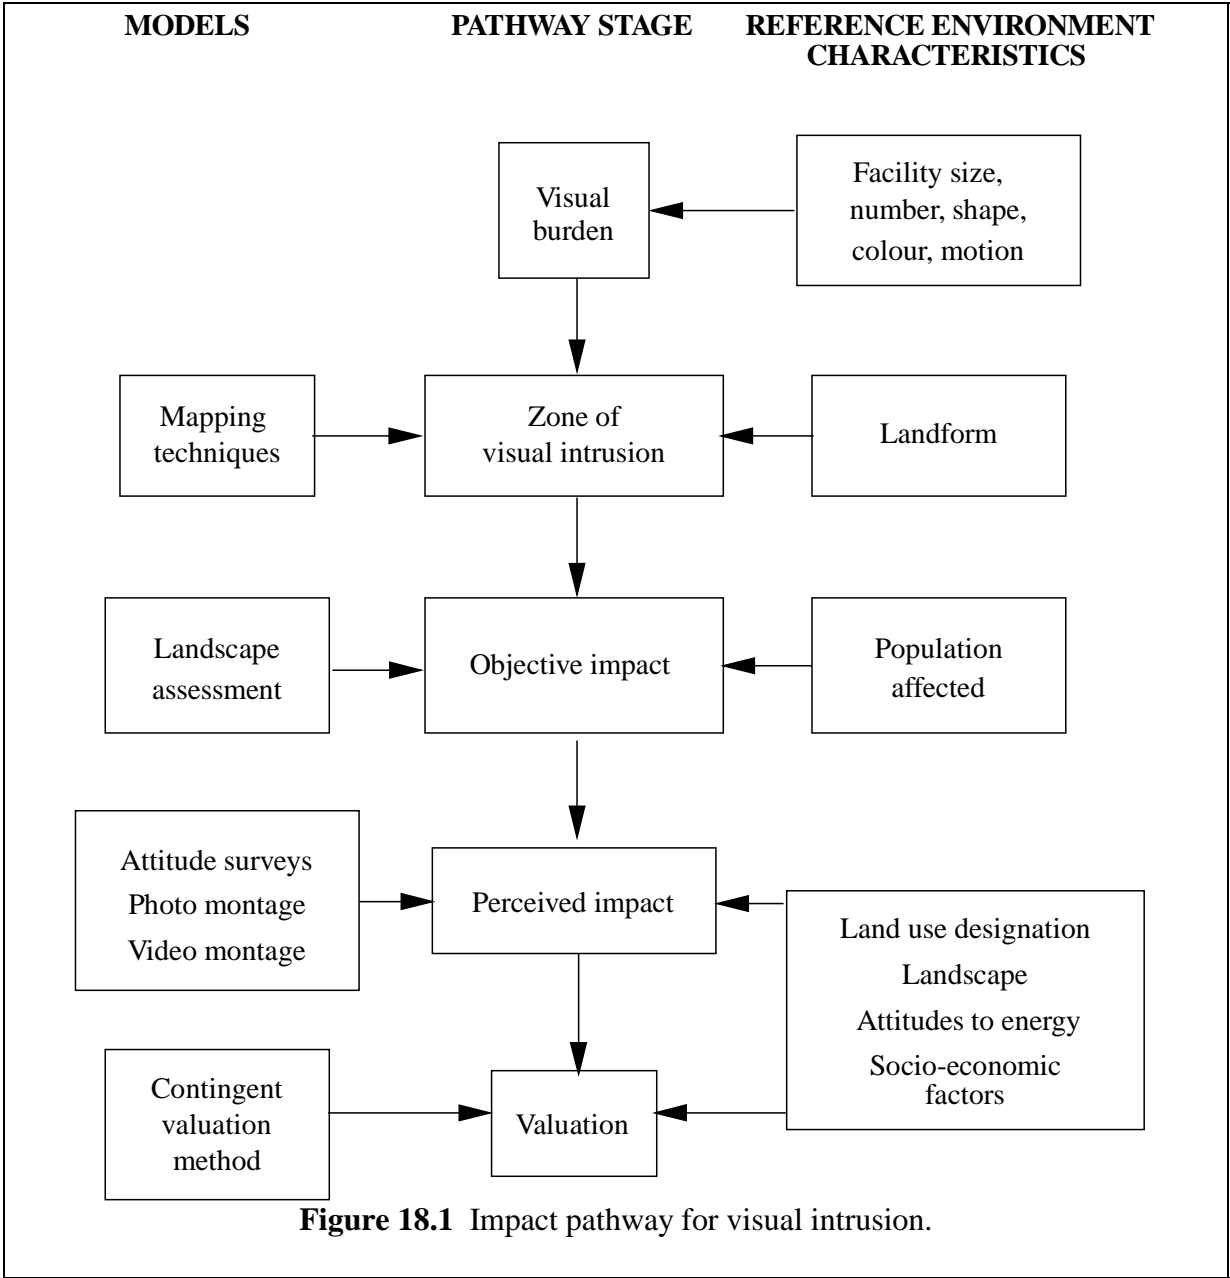 MODELS
PATHWAY STAGE
REFERENCE ENVIRONMENT
CHARACTERISTICS
Visual
burden
Facility size,
number, shape,
colour, motion
Mapping
techniques
Zone of
visual intrusion
Landform
Landscape
assessment
Objective impact
Population
affected
Attitude surveys
Photo montage
Video montage
Perceived impact
Land use designation
Landscape
Attitudes to energy
Socio-economic
factors
Contingent
valuation
method
Valuation
Figure 18.1 Impact pathway for visual intrusion.